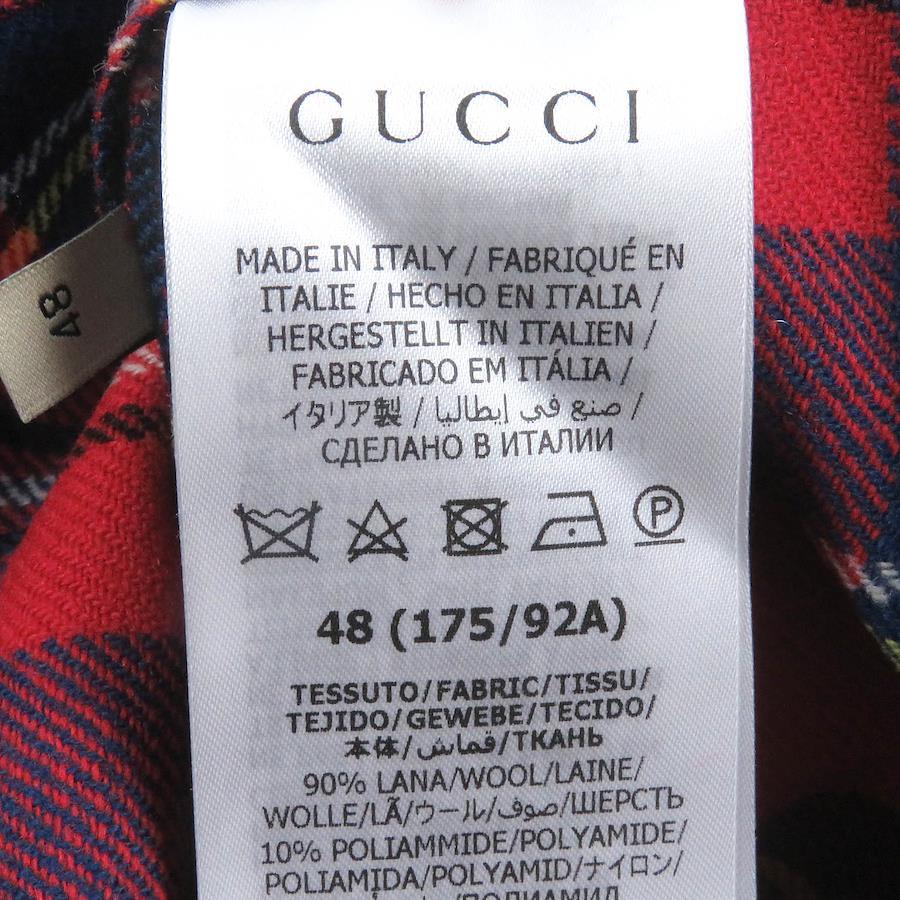 GUCCI
MADE IN ITALY / FABRIQUÉ EN
ITALIE / HECHO EN ITALIA /
HERGESTELLT IN ITALIEN /
FABRICADO EM ITÁLIA /
イタリア製 / صنع في إيطاليا /
СДЕЛАНО В ИТАЛИИ
P
48 (175/92A)
TESSUTO/FABRIC/TISSU/
TEJIDO/GEWEBE/TECIDO/
本体/قماش/ТКАНЬ
90% LANA/WOOL/LAINE/
WOLLE/LÃ/ウール/صوف/ШЕРСТЬ
10% POLIAMMIDE/POLYAMIDE/
POLIAMIDA/POLYAMID/ナイロン/
48